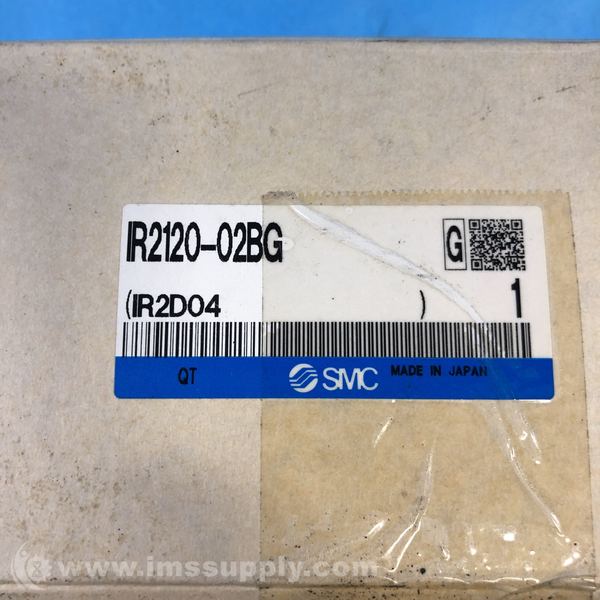 IR2120-02BG
G
(IR2D04 )
1
QT
SMC
MADE IN JAPAN
www.imssupply.com